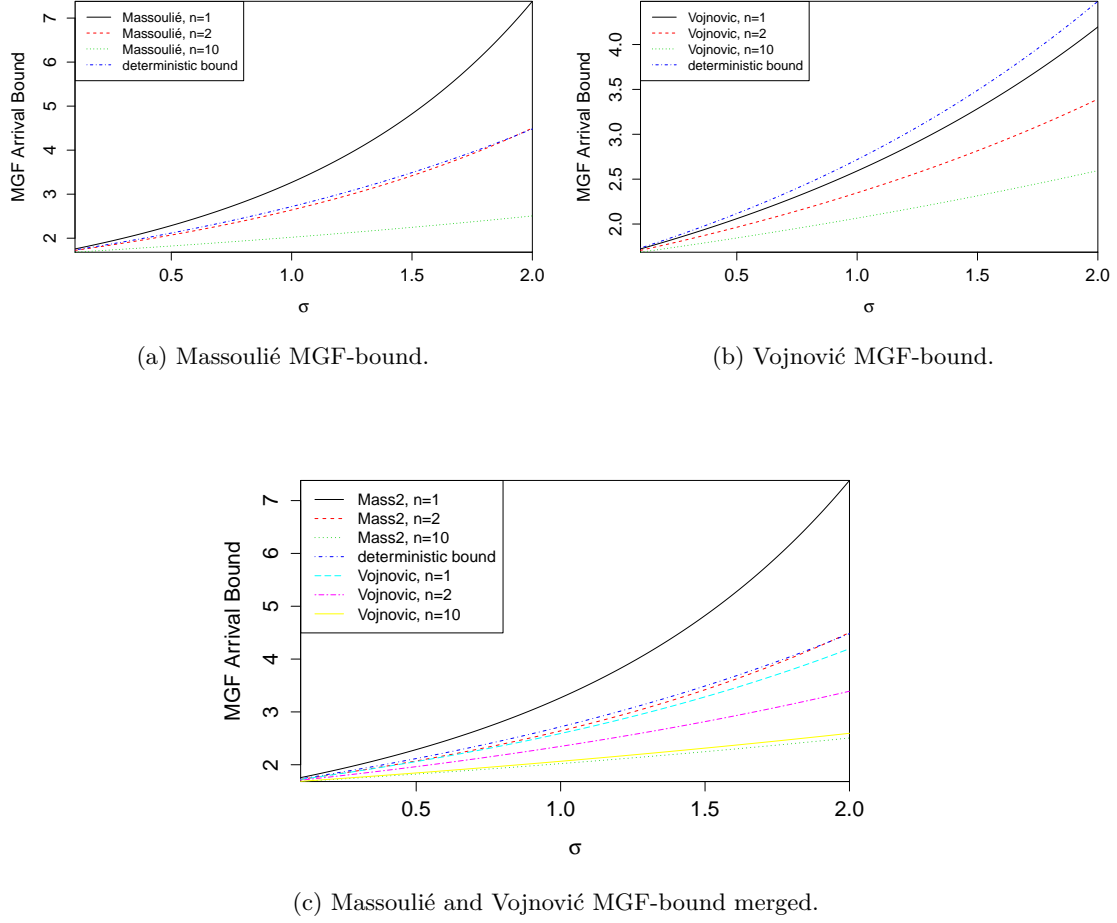 Massoulié, n=1
Massoulié, n=2
Massoulié, n=10
deterministic bound
MGF Arrival Bound
7
6
5
4
3
2
0.5
1.0
1.5
2.0
σ
(a) Massoulié MGF-bound.
Vojnovic, n=1
Vojnovic, n=2
Vojnovic, n=10
deterministic bound
MGF Arrival Bound
4.0
3.5
3.0
2.5
2.0
0.5
1.0
1.5
2.0
σ
(b) Vojnović MGF-bound.
Mass2, n=1
Mass2, n=2
Mass2, n=10
deterministic bound
Vojnovic, n=1
Vojnovic, n=2
Vojnovic, n=10
MGF Arrival Bound
7
6
5
4
3
2
0.5
1.0
1.5
2.0
σ
(c) Massoulié and Vojnović MGF-bound merged.